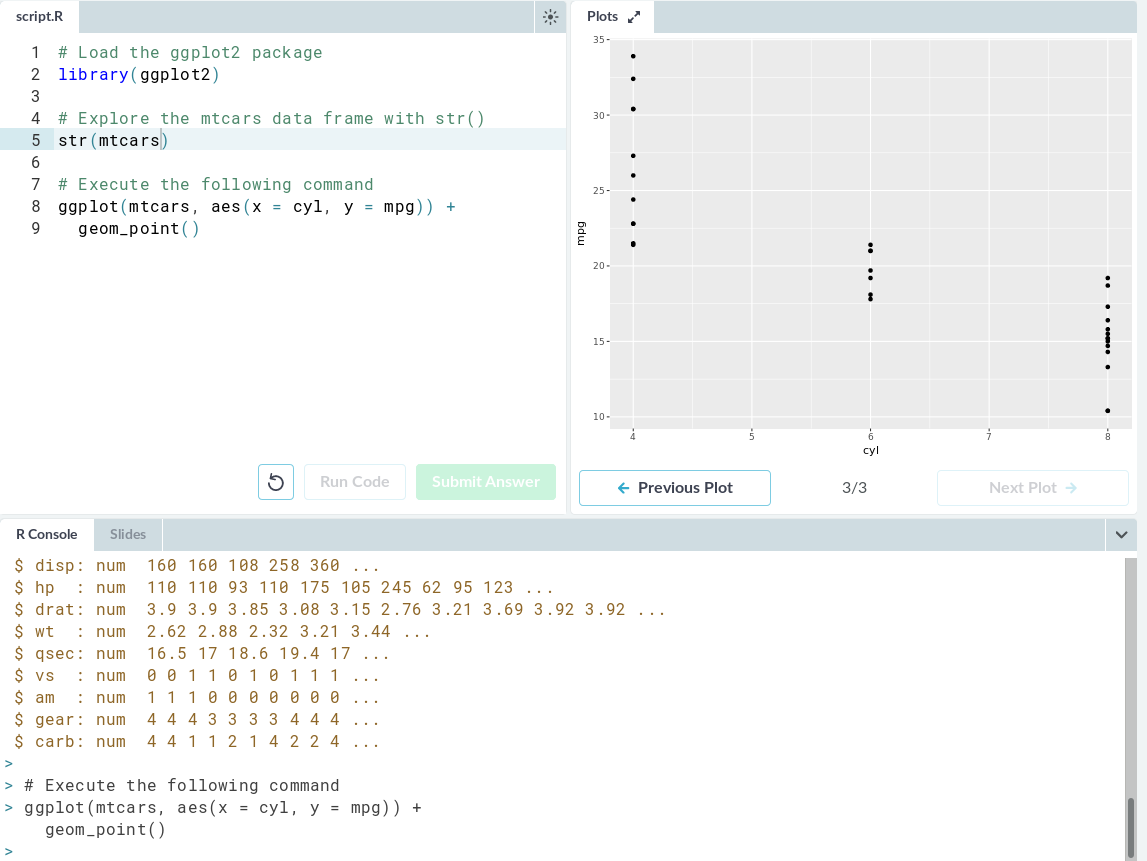 script.R
1 # Load the ggplot2 package
2 library(ggplot2)
3
4 # Explore the mtcars data frame with str()
5 str(mtcars)
6
7 # Execute the following command
8 ggplot(mtcars, aes(x = cyl, y = mpg)) +
9   geom_point()
Run Code
Submit Answer
Plots
35
30
25
20
15
10
mpg
4 5 6 7 8
cyl
Previous Plot
3/3
Next Plot
R Console
Slides
$ disp: num  160 160 108 258 360 ...
$ hp  : num  110 110 93 110 175 105 245 62 95 123 ...
$ drat: num  3.9 3.9 3.85 3.08 3.15 2.76 3.21 3.69 3.92 3.92 ...
$ wt  : num  2.62 2.88 2.32 3.21 3.44 ...
$ qsec: num  16.5 17 18.6 19.4 17 ...
$ vs  : num  0 0 1 1 0 1 0 1 1 1 ...
$ am  : num  1 1 1 0 0 0 0 0 0 0 ...
$ gear: num  4 4 4 3 3 3 3 4 4 4 ...
$ carb: num  4 4 1 1 2 1 4 2 2 4 ...
>
> # Execute the following command
> ggplot(mtcars, aes(x = cyl, y = mpg)) +
    geom_point()
>